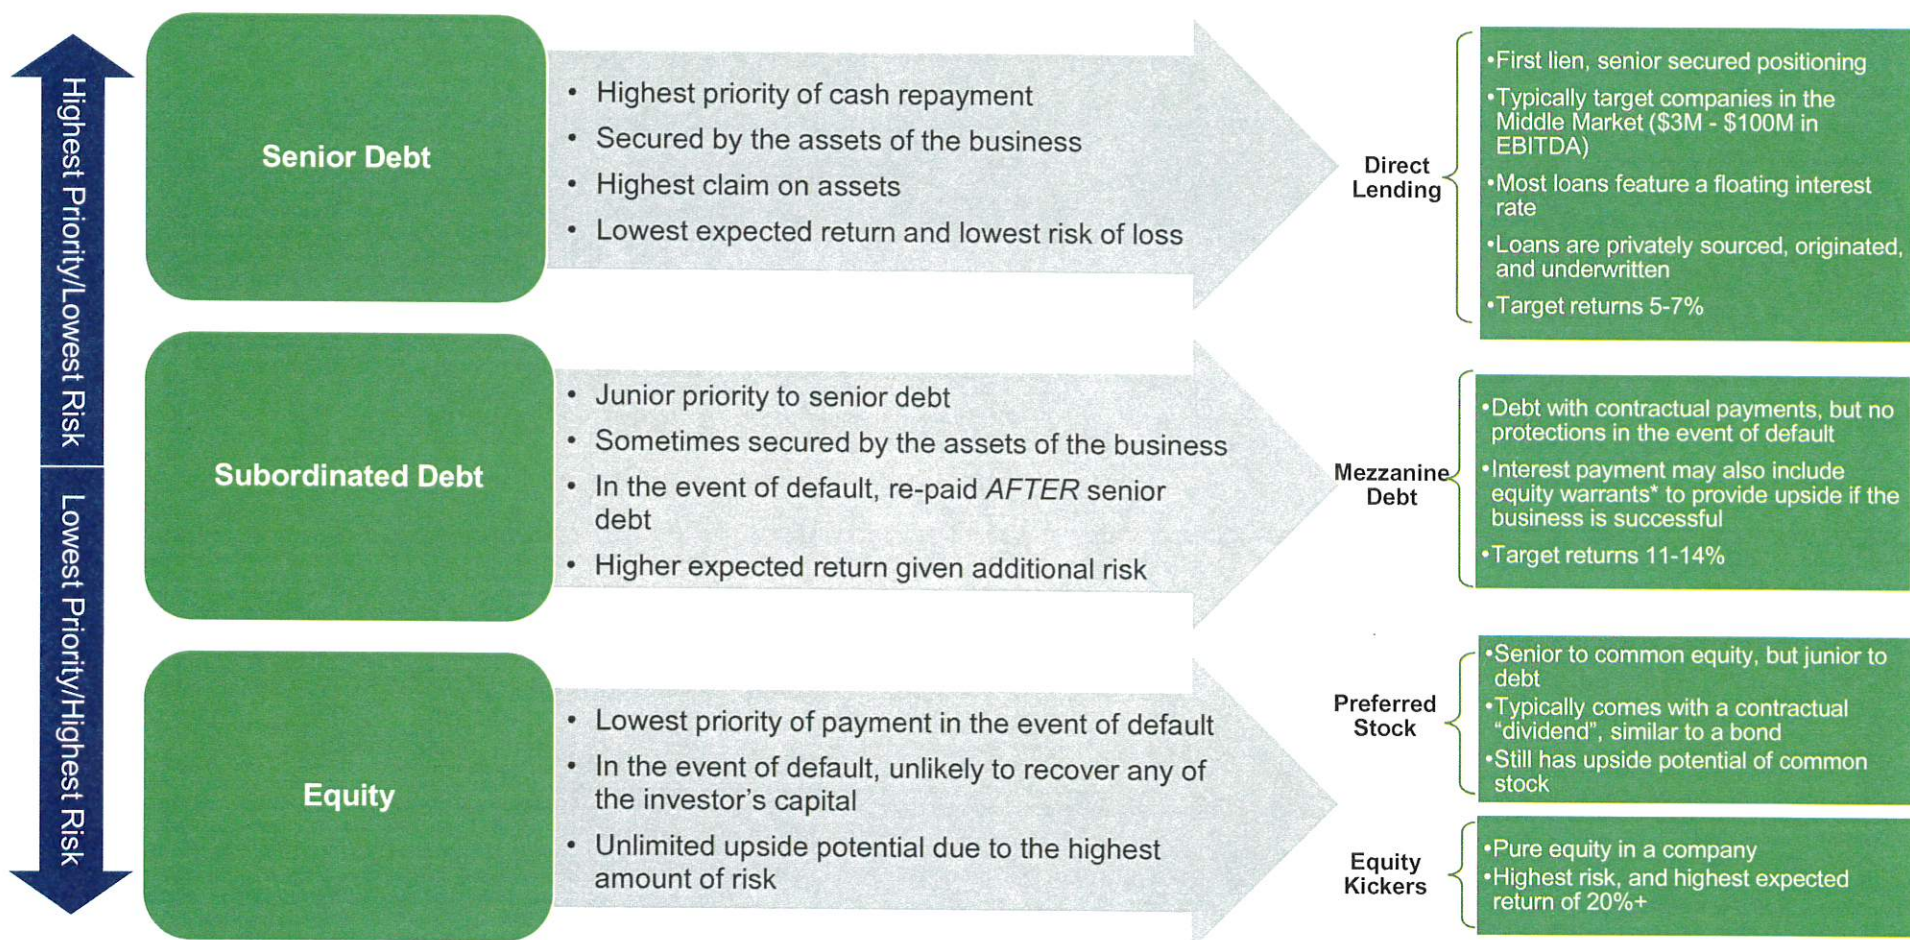 Highest Priority/Lowest Risk
Lowest Priority/Highest Risk
Senior Debt
• Highest priority of cash repayment
• Secured by the assets of the business
• Highest claim on assets
• Lowest expected return and lowest risk of loss
Direct
Lending
•First lien, senior secured positioning
•Typically target companies in the
Middle Market ($3M - $100M in
EBITDA)
•Most loans feature a floating interest
rate
•Loans are privately sourced, originated,
and underwritten
•Target returns 5-7%
Subordinated Debt
• Junior priority to senior debt
• Sometimes secured by the assets of the business
• In the event of default, re-paid AFTER senior
debt
• Higher expected return given additional risk
Mezzanine
Debt
•Debt with contractual payments, but no
protections in the event of default
•Interest payment may also include
equity warrants* to provide upside if the
business is successful
•Target returns 11-14%
Equity
• Lowest priority of payment in the event of default
• In the event of default, unlikely to recover any of
the investor's capital
• Unlimited upside potential due to the highest
amount of risk
Preferred
Stock
•Senior to common equity, but junior to
debt
•Typically comes with a contractual
“dividend”, similar to a bond
•Still has upside potential of common
stock
Equity
Kickers
•Pure equity in a company
•Highest risk, and highest expected
return of 20%+